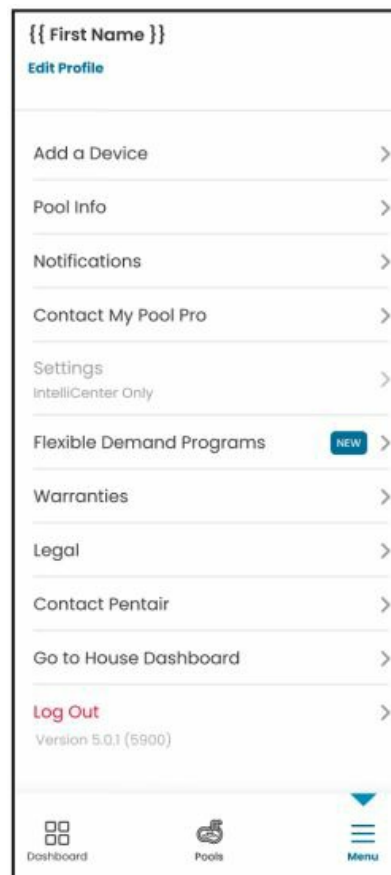 {{ First Name }}
Edit Profile
Add a Device
Pool Info
Notifications
Contact My Pool Pro
Settings
IntelliCenter Only
Flexible Demand Programs NEW
Warranties
Legal
Contact Pentair
Go to House Dashboard
Log Out
Version 5.0.1 (5900)
Dashboard Pools Menu